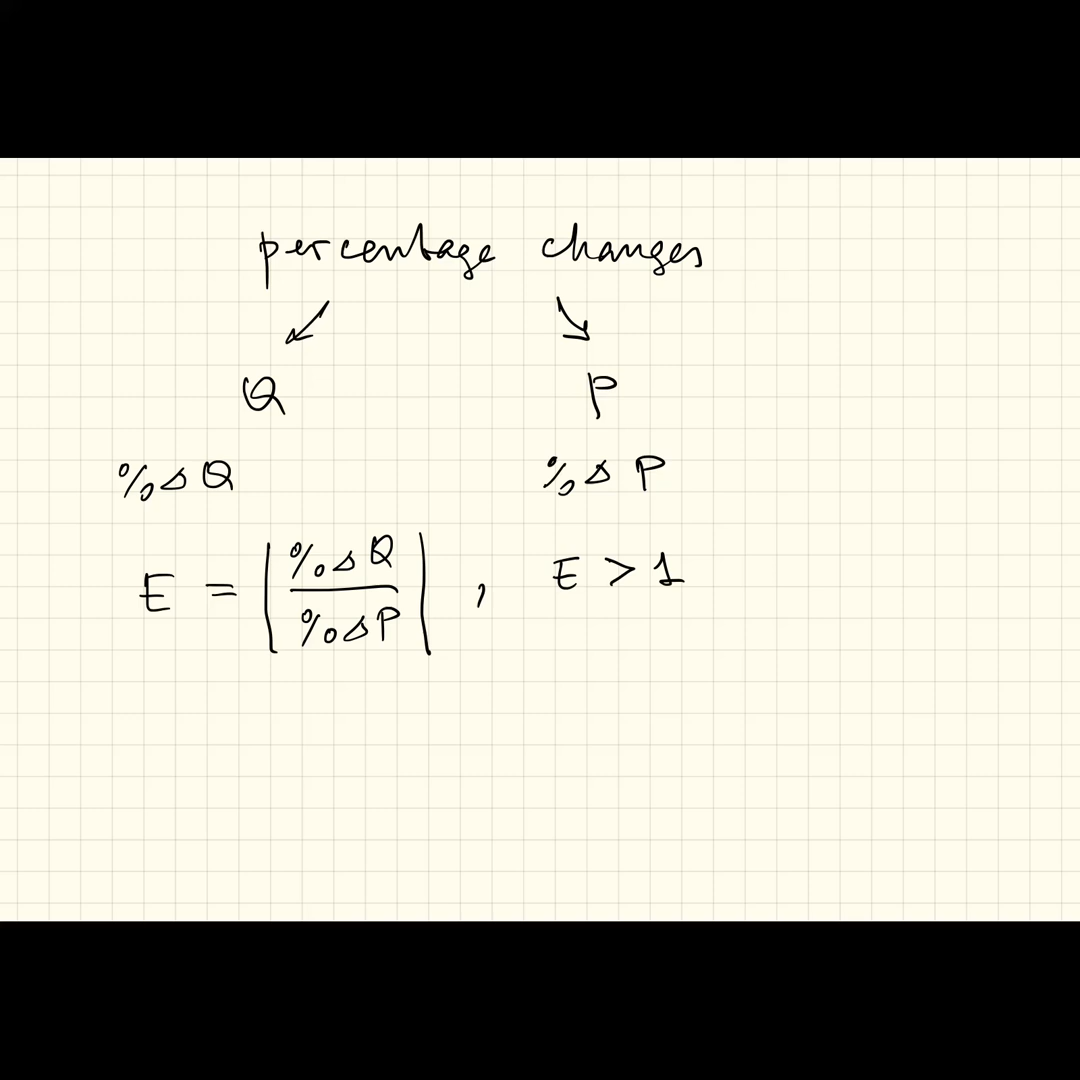 percentage changes
Q P
%ΔQ %ΔP
E = |%ΔQ / %ΔP| , E > 1